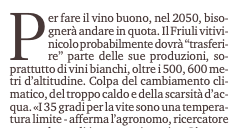 Per fare il vino buono, nel 2050, biso-
gnerà andare in quota. Il Friuli vitivi-
nicolo probabilmente dovrà “trasferi-
re” parte delle sue produzioni, so-
prattutto di vini bianchi, oltre i 500, 600 me-
tri d’altitudine. Colpa del cambiamento cli-
matico, del troppo caldo e della scarsità d’ac-
qua. «I 35 gradi per la vite sono una tempera-
tura limite - afferma l’agronomo, ricercatore